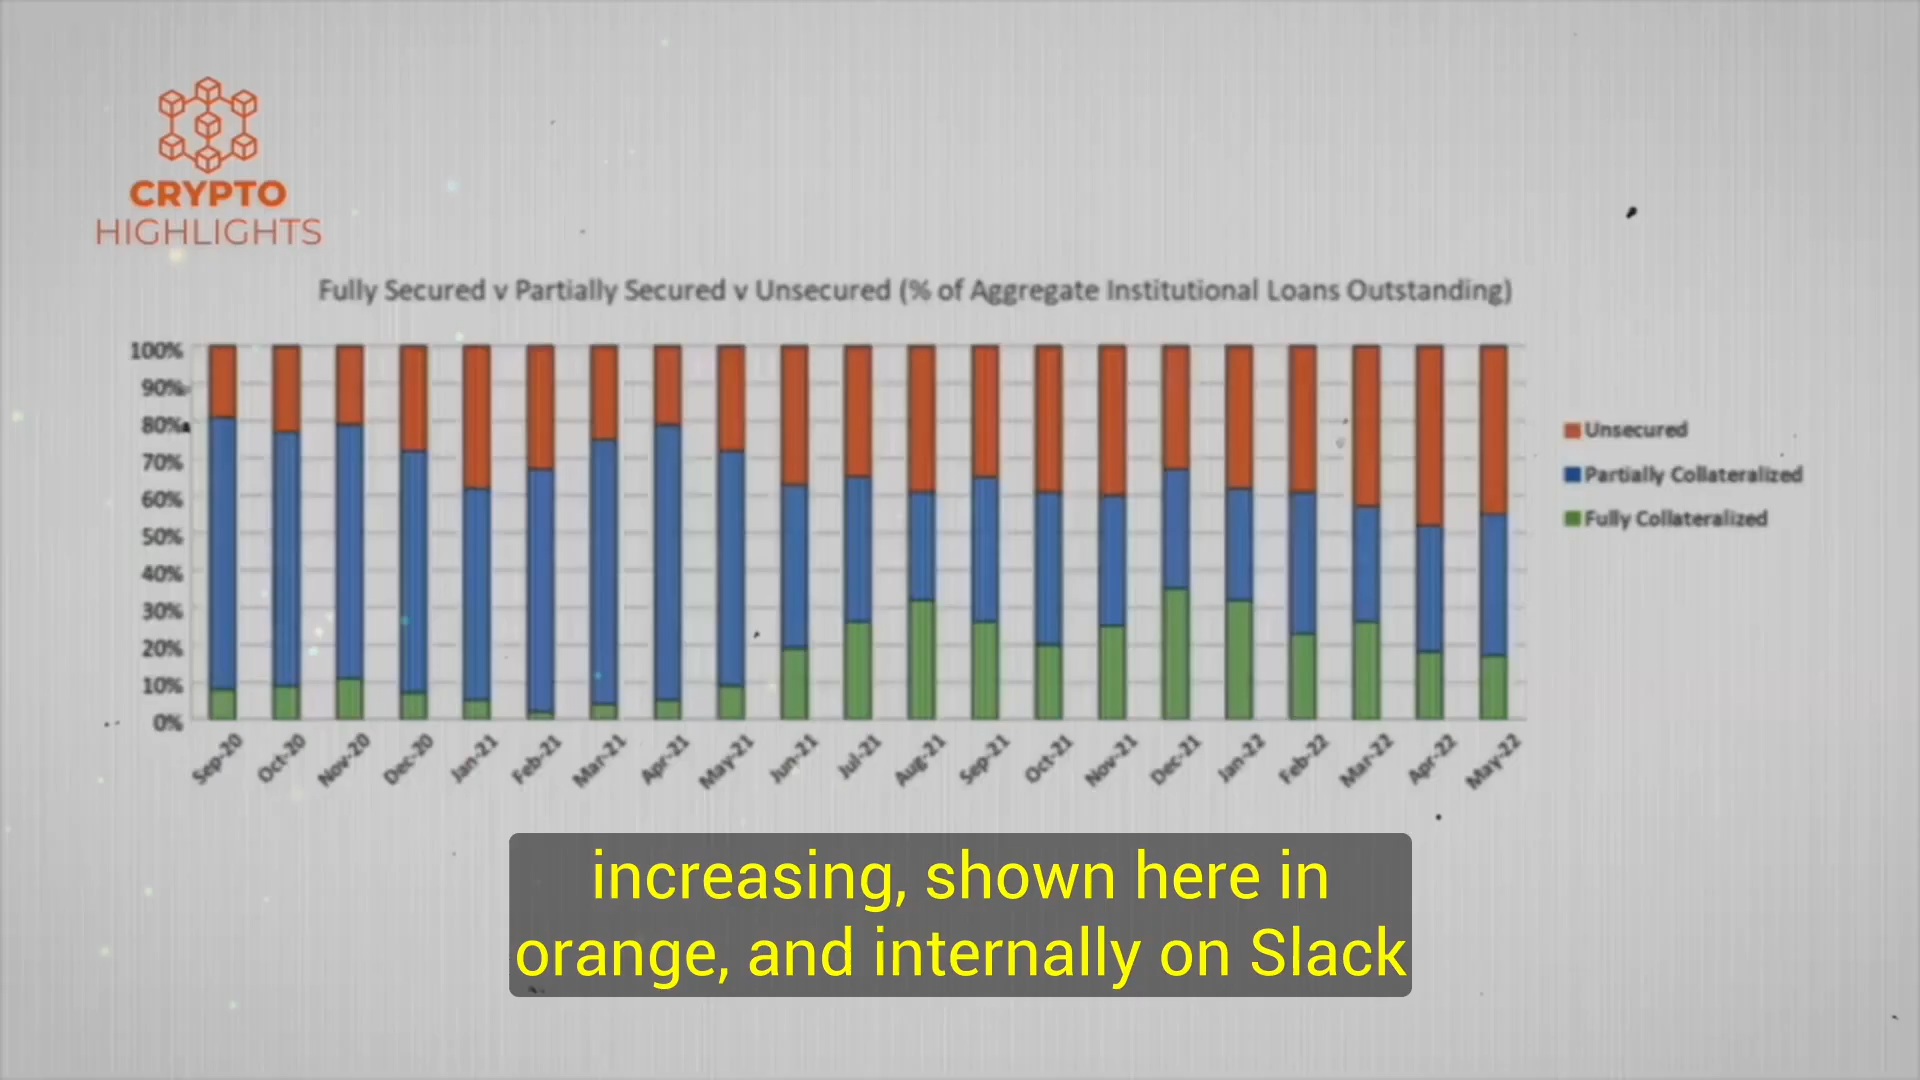 CRYPTO
HIGHLIGHTS
Fully Secured v Partially Secured v Unsecured (% of Aggregate Institutional Loans Outstanding)
100%
90%
80%
70%
60%
50%
40%
30%
20%
10%
0%
Sep-20 Oct-20 Nov-20 Dec-20 Jan-21 Feb-21 Mar-21 Apr-21 May-21 Jun-21 Jul-21 Aug-21 Sep-21 Oct-21 Nov-21 Dec-21 Jan-22 Feb-22 Mar-22 Apr-22 May-22
Unsecured
Partially Collateralized
Fully Collateralized
increasing, shown here in
orange, and internally on Slack